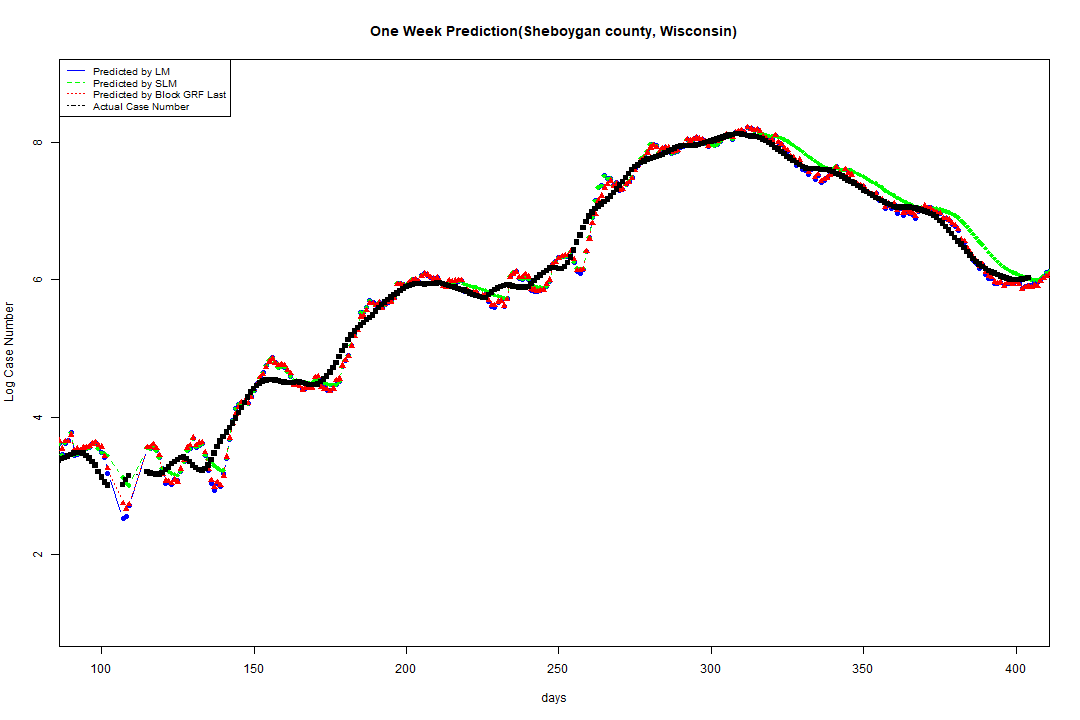 One Week Prediction(Sheboygan county, Wisconsin)
Predicted by LM
Predicted by SLM
Predicted by Block GRF Last
Actual Case Number
Log Case Number
8
6
4
2
100 150 200 250 300 350 400
days